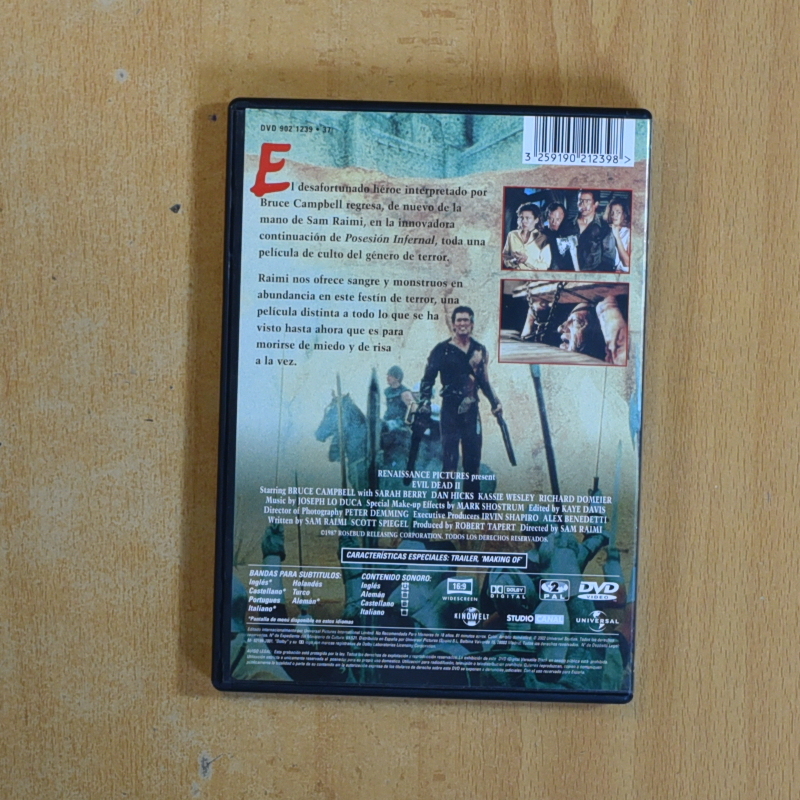 DVD 902 1239 • 37
3 259190 212398 >
El desafortunado héroe interpretado por
Bruce Campbell regresa, de nuevo de la
mano de Sam Raimi, en la innovadora
continuación de Posesión Infernal, toda una
película de culto del género de terror.
Raimi nos ofrece sangre y monstruos en
abundancia en este festín de terror, una
película distinta a todo lo que se ha
visto hasta ahora que es para
morirse de miedo y de risa
a la vez.
RENAISSANCE PICTURES present
EVIL DEAD II
Starring BRUCE CAMPBELL with SARAH BERRY DAN HICKS KASSIE WESLEY RICHARD DOMEIER
Music by JOSEPH LO DUCA Special Make-up Effects by MARK SHOSTRUM Edited by KAYE DAVIS
Director of Photography PETER DEMMING Executive Producers IRVIN SHAPIRO ALEX BENEDETTI
Written by SAM RAIMI SCOTT SPIEGEL Produced by ROBERT TAPERT Directed by SAM RAIMI
©1987 ROSEBUD RELEASING CORPORATION. TODOS LOS DERECHOS RESERVADOS.
CARACTERÍSTICAS ESPECIALES: TRAILER, 'MAKING OF'
BANDAS PARA SUBTITULOS:
Inglés* Holandés
Castellano* Turco
Portugues Alemán*
Italiano*
*Pantalla de menú disponible en estos idiomas
CONTENIDO SONORO:
Inglés
Alemán
Castellano
Italiano
16:9
WIDESCREEN
DOLBY
DIGITAL
2
PAL
DVD
VIDEO
KINOWELT
STUDIO CANAL
UNIVERSAL